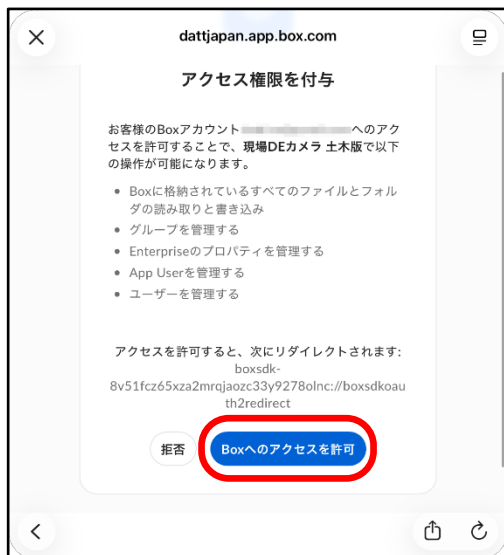 dattjapan.app.box.com
アクセス権限を付与
お客様のBoxアカウント へのアク
セスを許可することで、現場DEカメラ 土木版で以下
の操作が可能になります。
• Boxに格納されているすべてのファイルとフォル
ダの読み取りと書き込み
• グループを管理する
• Enterpriseのプロパティを管理する
• App Userを管理する
• ユーザーを管理する
アクセスを許可すると、次にリダイレクトされます:
boxsdk-
8v51fcz65xza2mrqjaozc33y9278olnc://boxsdkoau
th2redirect
拒否 Boxへのアクセスを許可